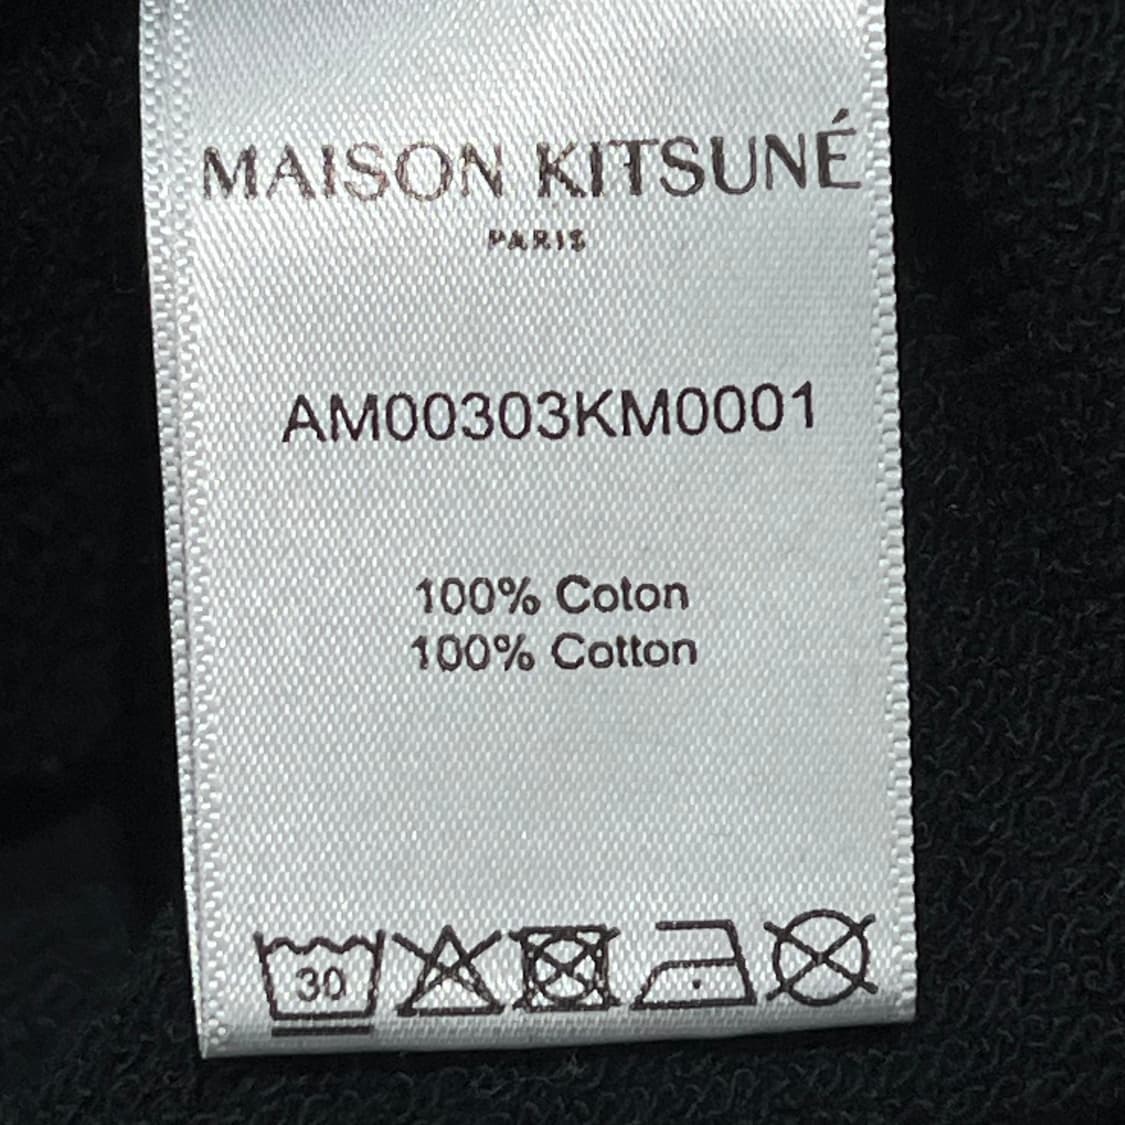 MAISON KITSUNÉ
PARIS
AM00303KM0001
100% Coton
100% Cotton
30